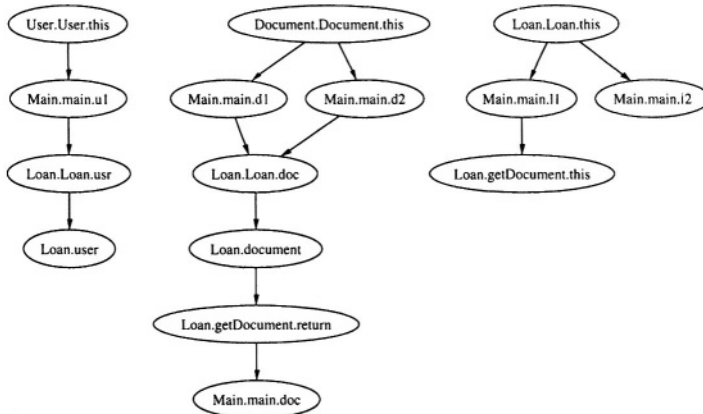 User.User.this
Document.Document.this
Loan.Loan.this
Main.main.u1
Main.main.d1
Main.main.d2
Main.main.l1
Main.main.l2
Loan.Loan.usr
Loan.Loan.doc
Loan.getDocument.this
Loan.user
Loan.document
Loan.getDocument.return
Main.main.doc